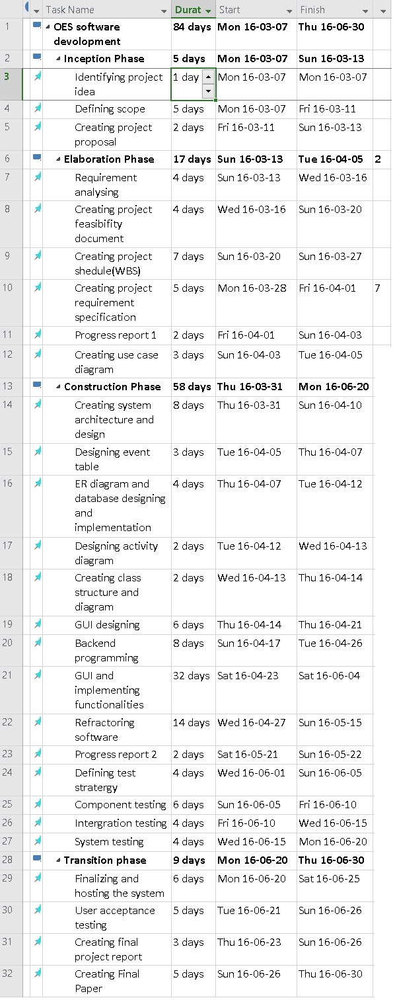 Task Name Durat Start Finish
1 OES software 84 days Mon 16-03-07 Thu 16-06-30
devolopment
2 Inception Phase 5 days Mon 16-03-07 Sun 16-03-13
3 Identifying project 1 day Mon 16-03-07 Mon 16-03-07
idea
4 Defining scope 5 days Mon 16-03-07 Fri 16-03-11
5 Creating project 2 days Fri 16-03-11 Sun 16-03-13
proposal
6 Elaboration Phase 17 days Sun 16-03-13 Tue 16-04-05 2
7 Requirement 4 days Sun 16-03-13 Wed 16-03-16
analysing
8 Creating project 4 days Wed 16-03-16 Sun 16-03-20
feasibifity
document
9 Creating project 7 days Sun 16-03-20 Sun 16-03-27
shedule(WBS)
10 Creating project 5 days Mon 16-03-28 Fri 16-04-01 7
requirement
specification
11 Progress report 1 2 days Fri 16-04-01 Sun 16-04-03
12 Creating use case 3 days Sun 16-04-03 Tue 16-04-05
diagram
13 Construction Phase 58 days Thu 16-03-31 Mon 16-06-20
14 Creating system 8 days Thu 16-03-31 Sun 16-04-10
architecture and
design
15 Designing event 3 days Tue 16-04-05 Thu 16-04-07
table
16 ER diagram and 4 days Thu 16-04-07 Tue 16-04-12
database designing
and
implementation
17 Designing activity 2 days Tue 16-04-12 Wed 16-04-13
diagram
18 Creating class 2 days Wed 16-04-13 Thu 16-04-14
structure and
diagram
19 GUI designing 6 days Thu 16-04-14 Thu 16-04-21
20 Backend 8 days Sun 16-04-17 Tue 16-04-26
programming
21 GUI and 32 days Sat 16-04-23 Sat 16-06-04
implementing
functionalities
22 Refractoring 14 days Wed 16-04-27 Sun 16-05-15
software
23 Progress report 2 2 days Sat 16-05-21 Sun 16-05-22
24 Defining test 4 days Wed 16-06-01 Sun 16-06-05
stratergy
25 Component testing 6 days Sun 16-06-05 Fri 16-06-10
26 Intergration testing 4 days Fri 16-06-10 Wed 16-06-15
27 System testing 4 days Wed 16-06-15 Mon 16-06-20
28 Transition phase 9 days Mon 16-06-20 Thu 16-06-30
29 Finalizing and 6 days Mon 16-06-20 Sat 16-06-25
hosting the system
30 User acceptance 5 days Tue 16-06-21 Sun 16-06-26
testing
31 Creating final 3 days Thu 16-06-23 Sun 16-06-26
project report
32 Creating Final 5 days Sun 16-06-26 Thu 16-06-30
Paper